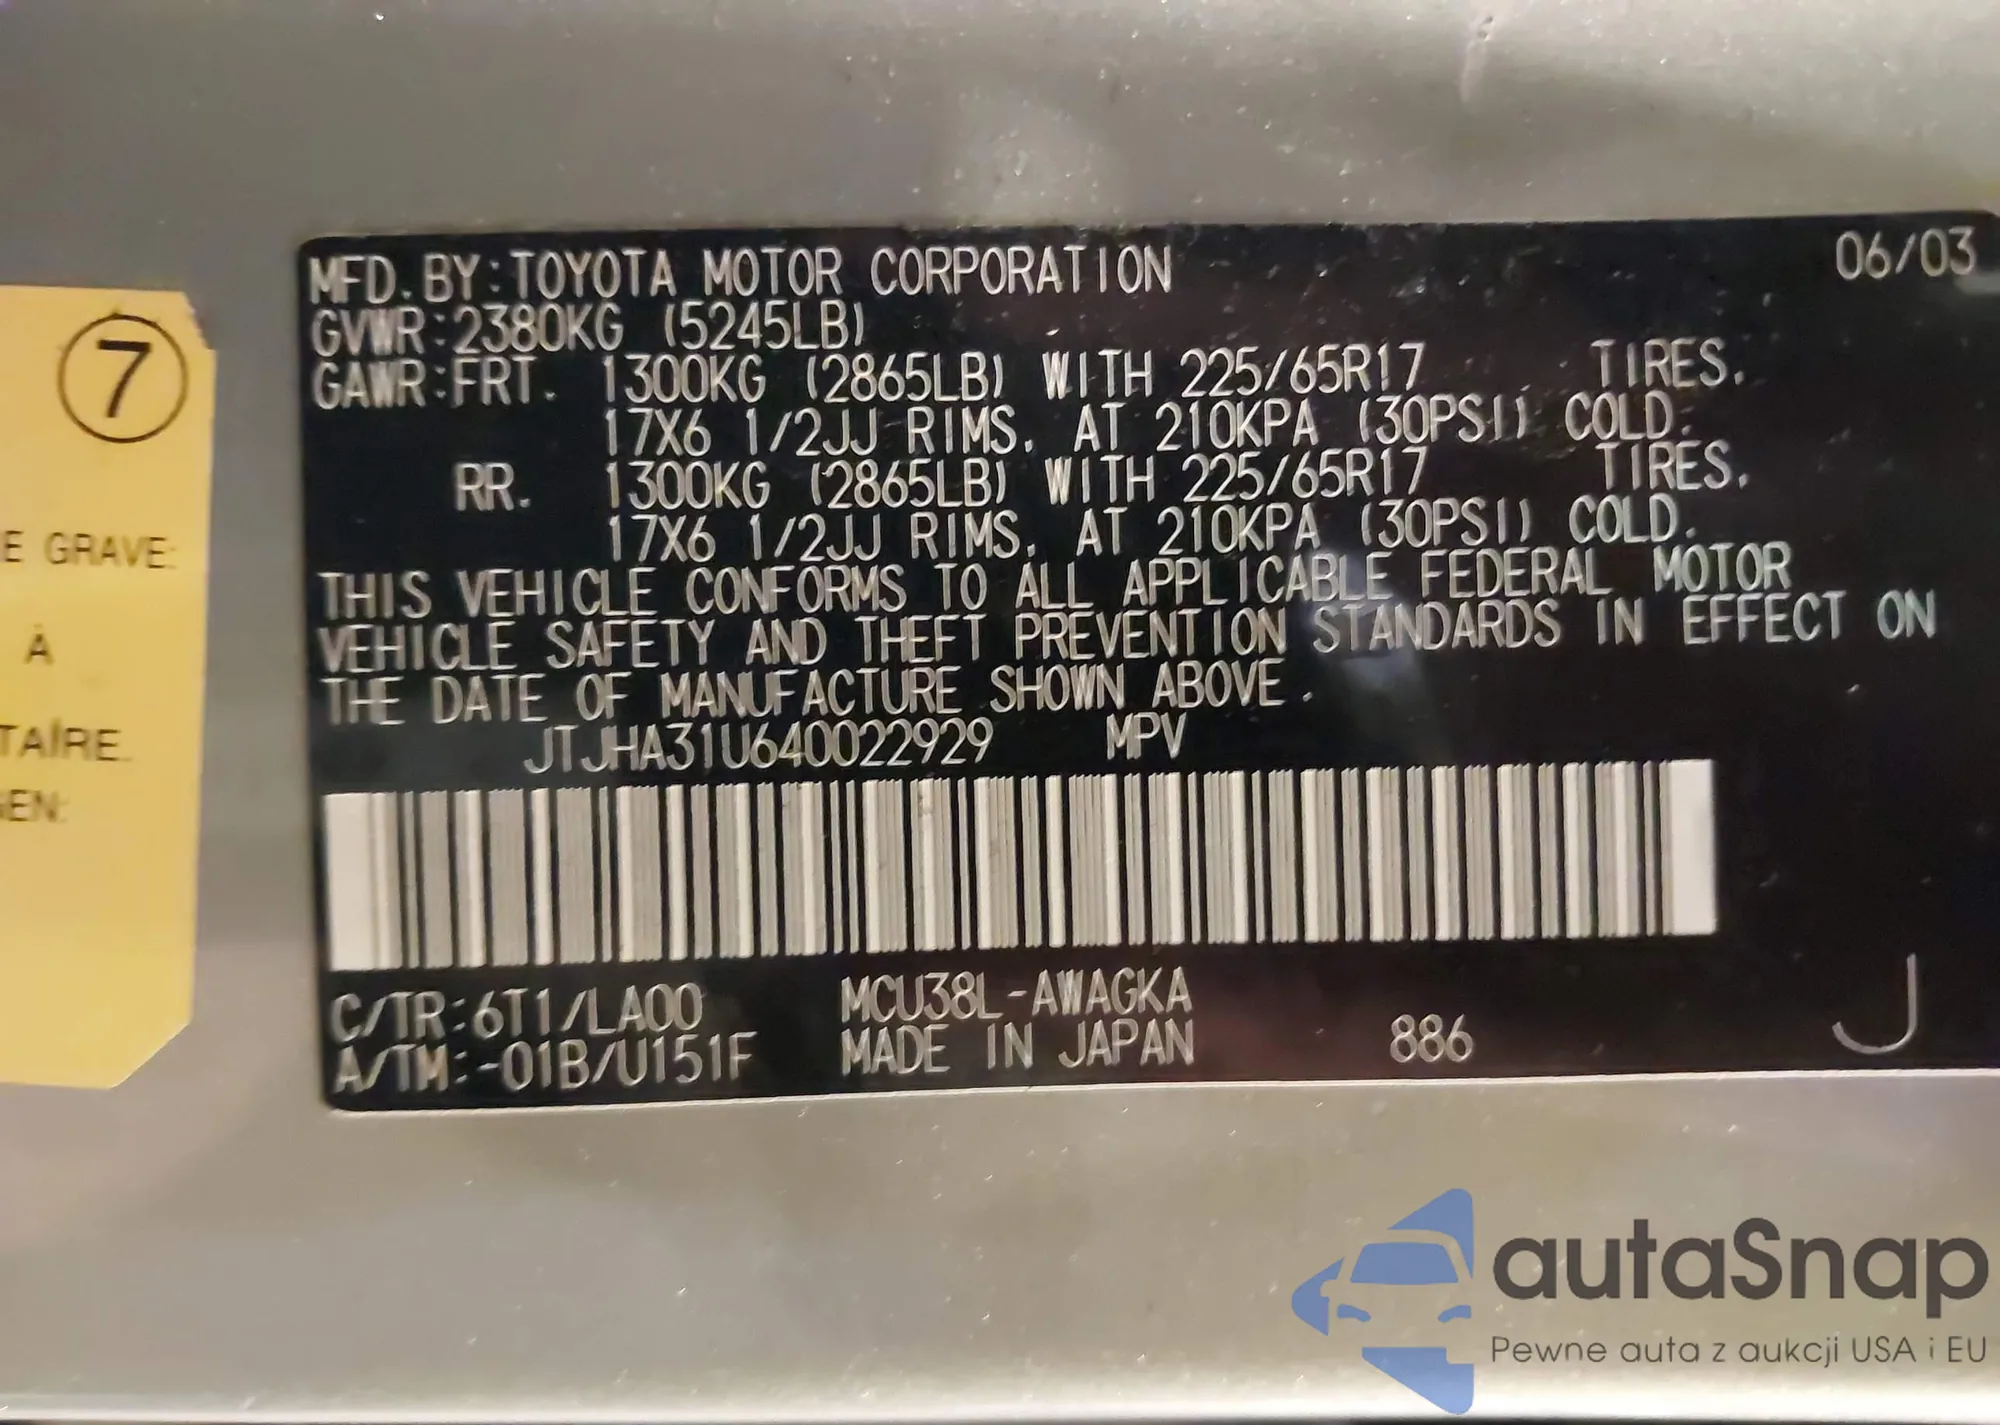 7
E GRAVE:
À
TAIRE.
GEN:
MFD. BY: TOYOTA MOTOR CORPORATION 06/03
GVWR: 2380KG (5245LB)
GAWR: FRT. 1300KG (2865LB) WITH 225/65R17 TIRES.
17X6 1/2JJ RIMS. AT 210KPA (30PSI) COLD.
RR. 1300KG (2865LB) WITH 225/65R17 TIRES.
17X6 1/2JJ RIMS. AT 210KPA (30PSI) COLD.
THIS VEHICLE CONFORMS TO ALL APPLICABLE FEDERAL MOTOR
VEHICLE SAFETY AND THEFT PREVENTION STANDARDS IN EFFECT ON
THE DATE OF MANUFACTURE SHOWN ABOVE.
JTJHA31U640022929 MPV
C/TR: 6T1/LA00 MCU38L-AWAGKA
A/TM: -01B/U151F MADE IN JAPAN 886 J
autaSnap
Pewne auta z aukcji USA i EU